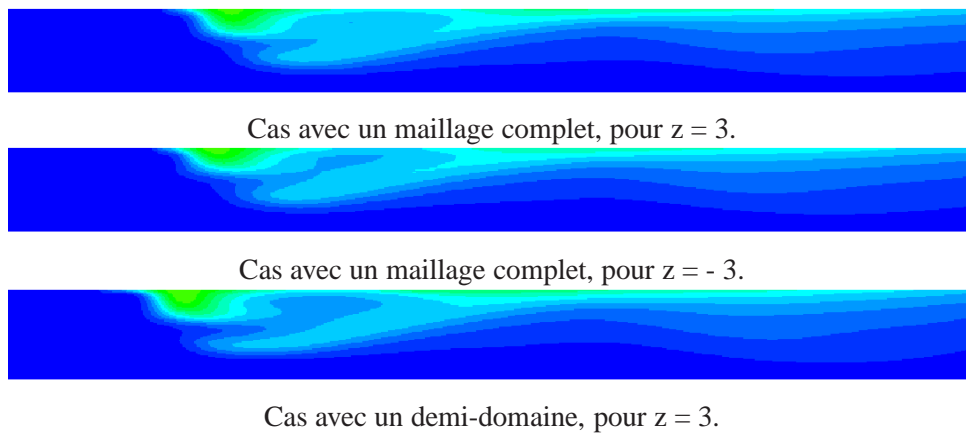 Cas avec un maillage complet, pour z = 3.
Cas avec un maillage complet, pour z = - 3.
Cas avec un demi-domaine, pour z = 3.